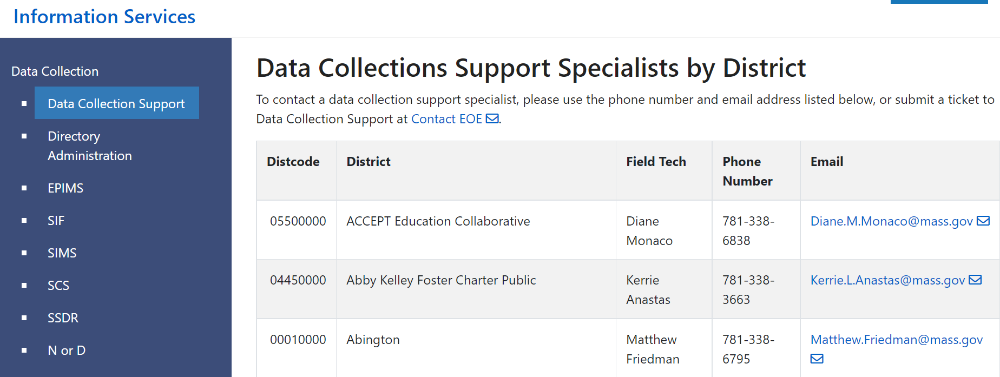 Information Services
Data Collection
Data Collection Support
Directory
Administration
EPIMS
SIF
SIMS
SCS
SSDR
N or D
Data Collections Support Specialists by District
To contact a data collection support specialist, please use the phone number and email address listed below, or submit a ticket to
Data Collection Support at Contact EOE.
Distcode District Field Tech Phone Number Email
05500000 ACCEPT Education Collaborative Diane Monaco 781-338-6838 Diane.M.Monaco@mass.gov
04450000 Abby Kelley Foster Charter Public Kerrie Anastas 781-338-3663 Kerrie.L.Anastas@mass.gov
00010000 Abington Matthew Friedman 781-338-6795 Matthew.Friedman@mass.gov